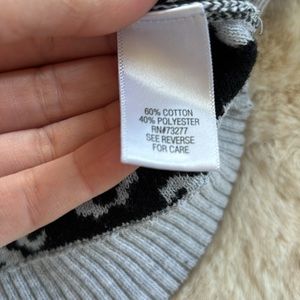 60% COTTON
40% POLYESTER
RN#73277
SEE REVERSE
FOR CARE